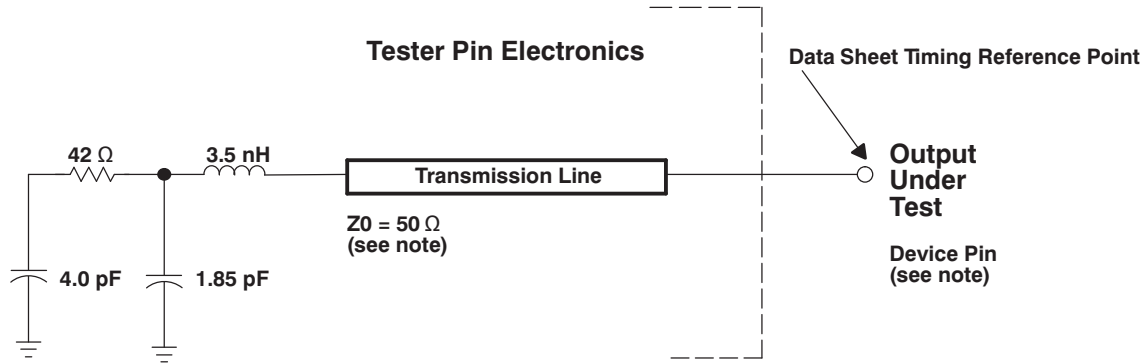 Tester Pin Electronics
Data Sheet Timing Reference Point
42 Ω
3.5 nH
Transmission Line
Output
Under
Test
Z0 = 50 Ω
(see note)
Device Pin
(see note)
4.0 pF
1.85 pF